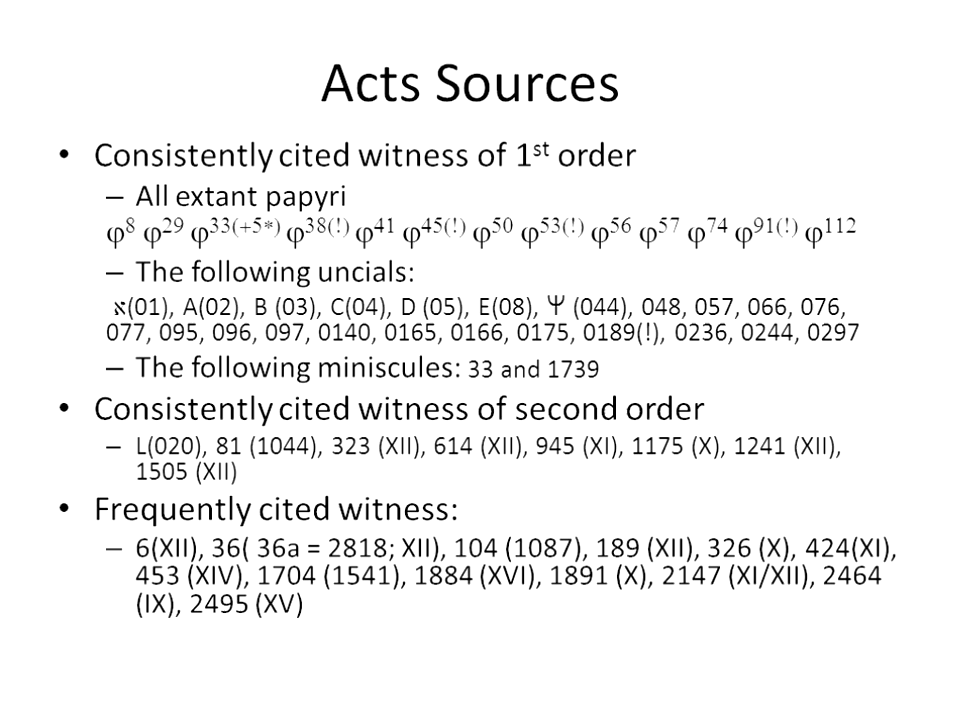 Acts Sources
• Consistently cited witness of 1st order
– All extant papyri
φ8 φ29 φ33(+5*) φ38(!) φ41 φ45(!) φ50 φ53(!) φ56 φ57 φ74 φ91(!) φ112
– The following uncials:
א(01), A(02), B (03), C(04), D (05), E(08), Ψ (044), 048, 057, 066, 076,
077, 095, 096, 097, 0140, 0165, 0166, 0175, 0189(!), 0236, 0244, 0297
– The following miniscules: 33 and 1739
• Consistently cited witness of second order
– L(020), 81 (1044), 323 (XII), 614 (XII), 945 (XI), 1175 (X), 1241 (XII),
1505 (XII)
• Frequently cited witness:
– 6(XII), 36( 36a = 2818; XII), 104 (1087), 189 (XII), 326 (X), 424(XI),
453 (XIV), 1704 (1541), 1884 (XVI), 1891 (X), 2147 (XI/XII), 2464
(IX), 2495 (XV)